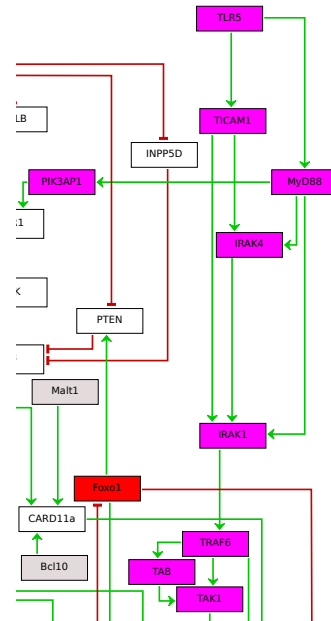 TLR5
LB
TICAM1
INPP5D
PIK3AP1
MyD88
IRAK4
PTEN
Malt1
IRAK1
Foxo1
CARD11a
TRAF6
Bcl10
TAB
TAK1